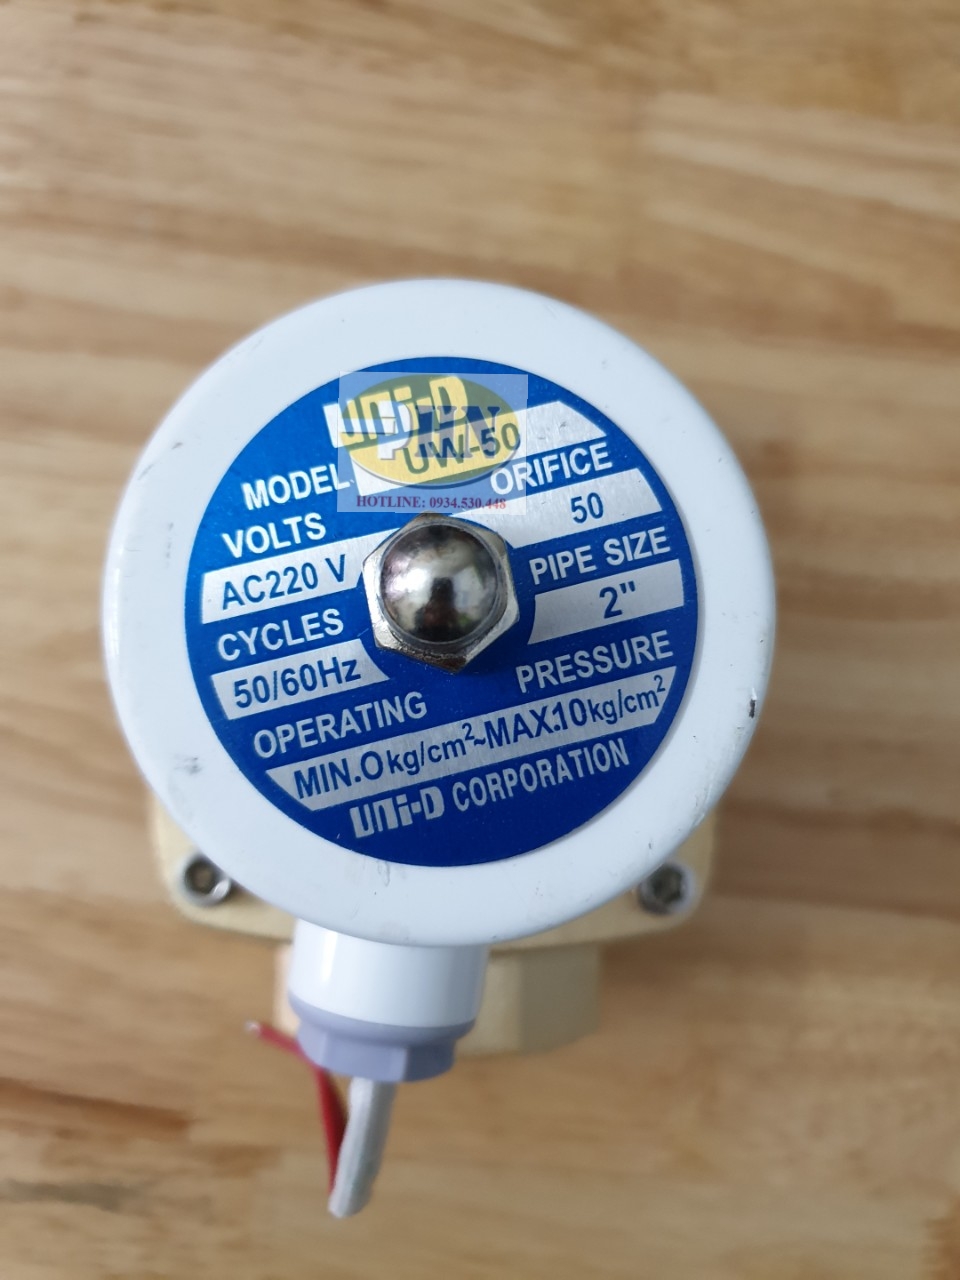 UNI-D
MODEL UW-50
HOTLINE: 0934.530.448
VOLTS
AC220 V
CYCLES
50/60Hz
ORIFICE
50
PIPE SIZE
2"
OPERATING PRESSURE
MIN.0kg/cm²~MAX.10kg/cm²
UNI-D CORPORATION